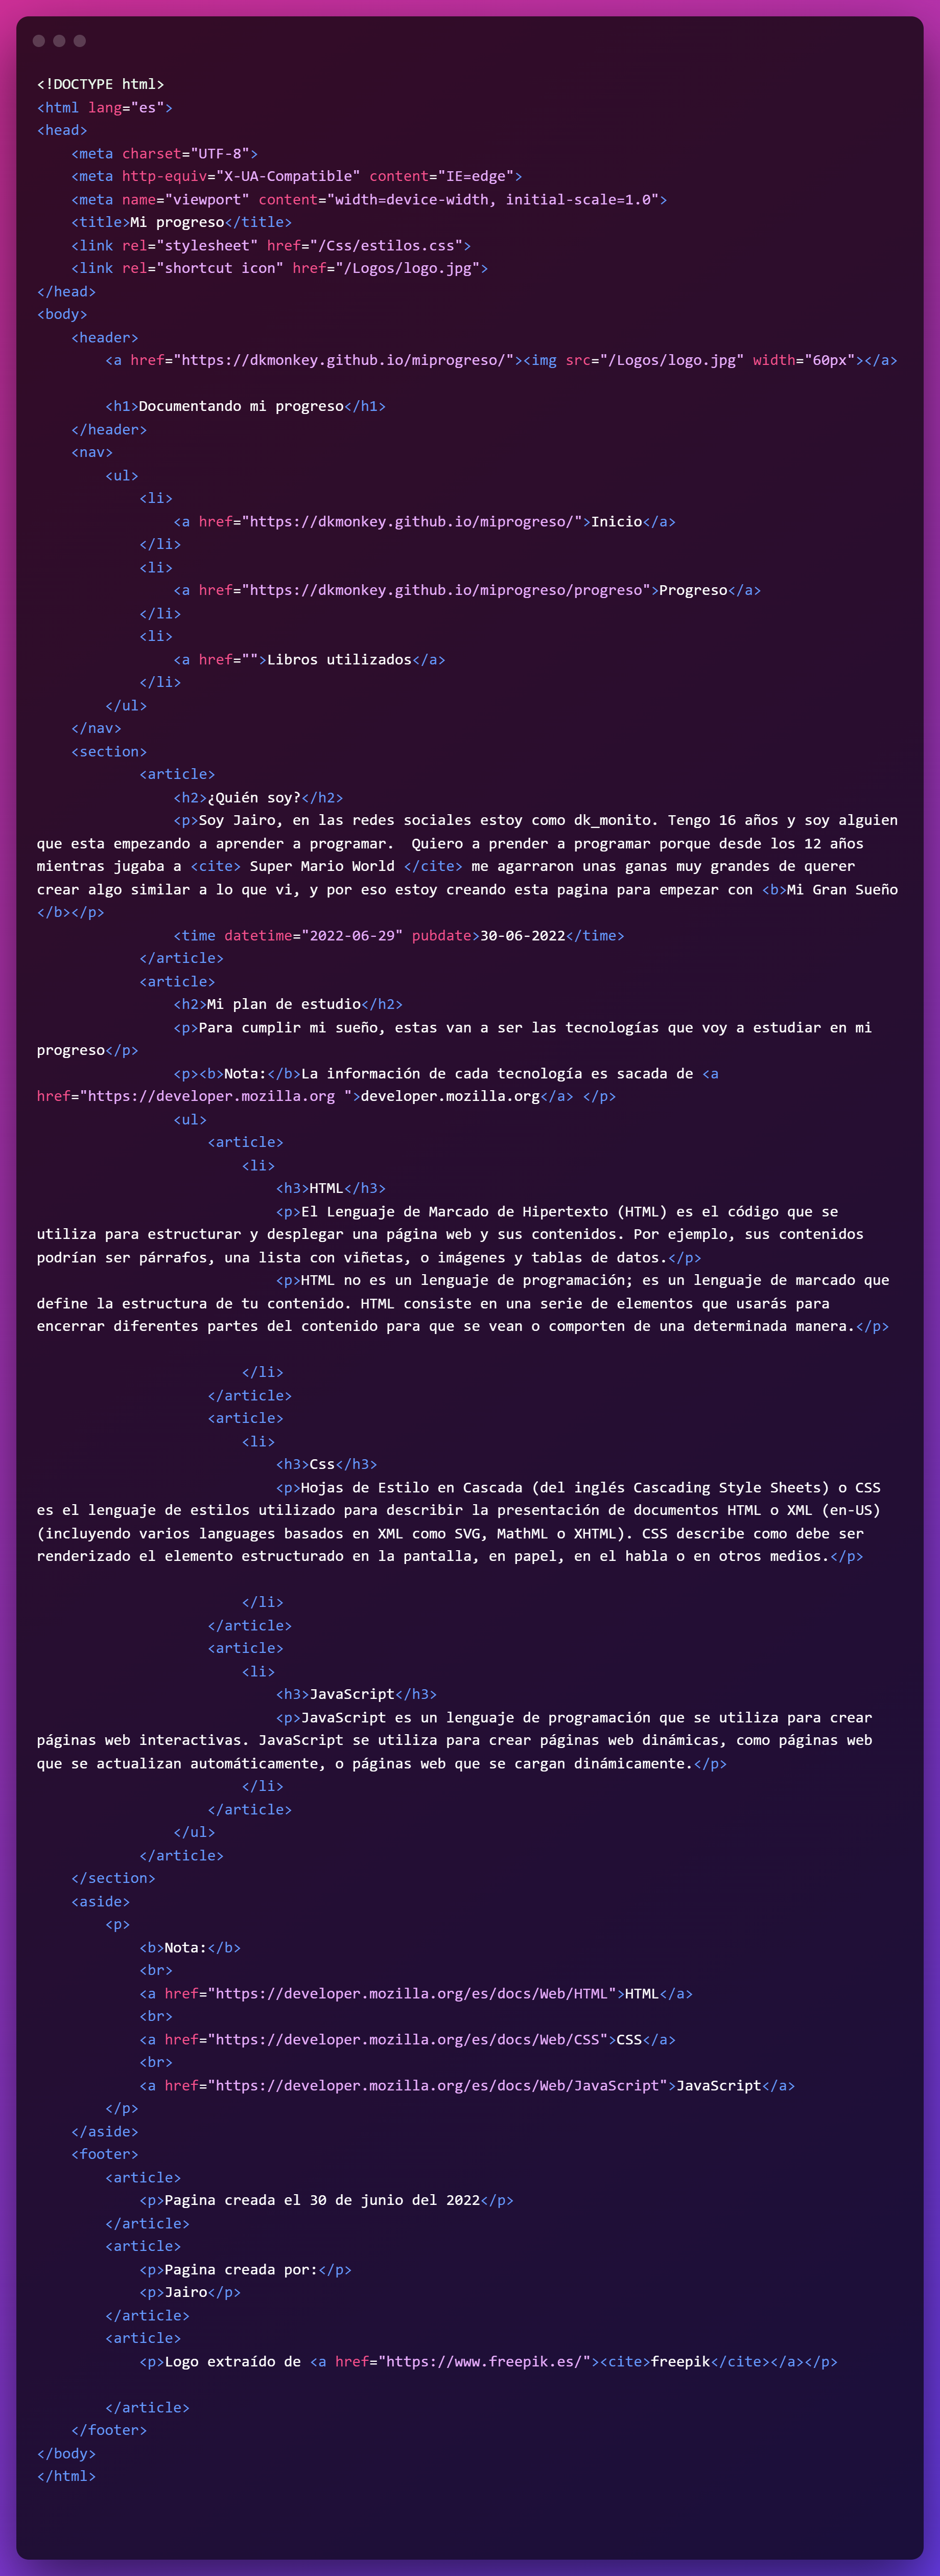 <!DOCTYPE html>
<html lang="es">
<head>
    <meta charset="UTF-8">
    <meta http-equiv="X-UA-Compatible" content="IE=edge">
    <meta name="viewport" content="width=device-width, initial-scale=1.0">
    <title>Mi progreso</title>
    <link rel="stylesheet" href="/Css/estilos.css">
    <link rel="shortcut icon" href="/Logos/logo.jpg">
</head>
<body>
    <header>
        <a href="https://dkmonkey.github.io/miprogreso/"><img src="/Logos/logo.jpg" width="60px"></a>
        <h1>Documentando mi progreso</h1>
    </header>
    <nav>
        <ul>
            <li>
                <a href="https://dkmonkey.github.io/miprogreso/">Inicio</a>
            </li>
            <li>
                <a href="https://dkmonkey.github.io/miprogreso/progreso">Progreso</a>
            </li>
            <li>
                <a href="">Libros utilizados</a>
            </li>
        </ul>
    </nav>
    <section>
            <article>
                <h2>¿Quién soy?</h2>
                <p>Soy Jairo, en las redes sociales estoy como dk_monito. Tengo 16 años y soy alguien
que esta empezando a aprender a programar.  Quiero a prender a programar porque desde los 12 años
mientras jugaba a <cite> Super Mario World </cite> me agarraron unas ganas muy grandes de querer
crear algo similar a lo que vi, y por eso estoy creando esta pagina para empezar con <b>Mi Gran Sueño
</b></p>
                <time datetime="2022-06-29" pubdate>30-06-2022</time>
            </article>
            <article>
                <h2>Mi plan de estudio</h2>
                <p>Para cumplir mi sueño, estas van a ser las tecnologías que voy a estudiar en mi
progreso</p>
                <p><b>Nota:</b>La información de cada tecnología es sacada de <a
href="https://developer.mozilla.org ">developer.mozilla.org</a> </p>
                <ul>
                    <article>
                        <li>
                            <h3>HTML</h3>
                            <p>El Lenguaje de Marcado de Hipertexto (HTML) es el código que se
utiliza para estructurar y desplegar una página web y sus contenidos. Por ejemplo, sus contenidos
podrían ser párrafos, una lista con viñetas, o imágenes y tablas de datos.</p>
                            <p>HTML no es un lenguaje de programación; es un lenguaje de marcado que
define la estructura de tu contenido. HTML consiste en una serie de elementos que usarás para
encerrar diferentes partes del contenido para que se vean o comporten de una determinada manera.</p>
                        </li>
                    </article>
                    <article>
                        <li>
                            <h3>Css</h3>
                            <p>Hojas de Estilo en Cascada (del inglés Cascading Style Sheets) o CSS
es el lenguaje de estilos utilizado para describir la presentación de documentos HTML o XML (en-US)
(incluyendo varios languages basados en XML como SVG, MathML o XHTML). CSS describe como debe ser
renderizado el elemento estructurado en la pantalla, en papel, en el habla o en otros medios.</p>
                        </li>
                    </article>
                    <article>
                        <li>
                            <h3>JavaScript</h3>
                            <p>JavaScript es un lenguaje de programación que se utiliza para crear
páginas web interactivas. JavaScript se utiliza para crear páginas web dinámicas, como páginas web
que se actualizan automáticamente, o páginas web que se cargan dinámicamente.</p>
                        </li>
                    </article>
                </ul>
            </article>
    </section>
    <aside>
        <p>
            <b>Nota:</b>
            <br>
            <a href="https://developer.mozilla.org/es/docs/Web/HTML">HTML</a>
            <br>
            <a href="https://developer.mozilla.org/es/docs/Web/CSS">CSS</a>
            <br>
            <a href="https://developer.mozilla.org/es/docs/Web/JavaScript">JavaScript</a>
        </p>
    </aside>
    <footer>
        <article>
            <p>Pagina creada el 30 de junio del 2022</p>
        </article>
        <article>
            <p>Pagina creada por:</p>
            <p>Jairo</p>
        </article>
        <article>
            <p>Logo extraído de <a href="https://www.freepik.es/"><cite>freepik</cite></a></p>
        </article>
    </footer>
</body>
</html>